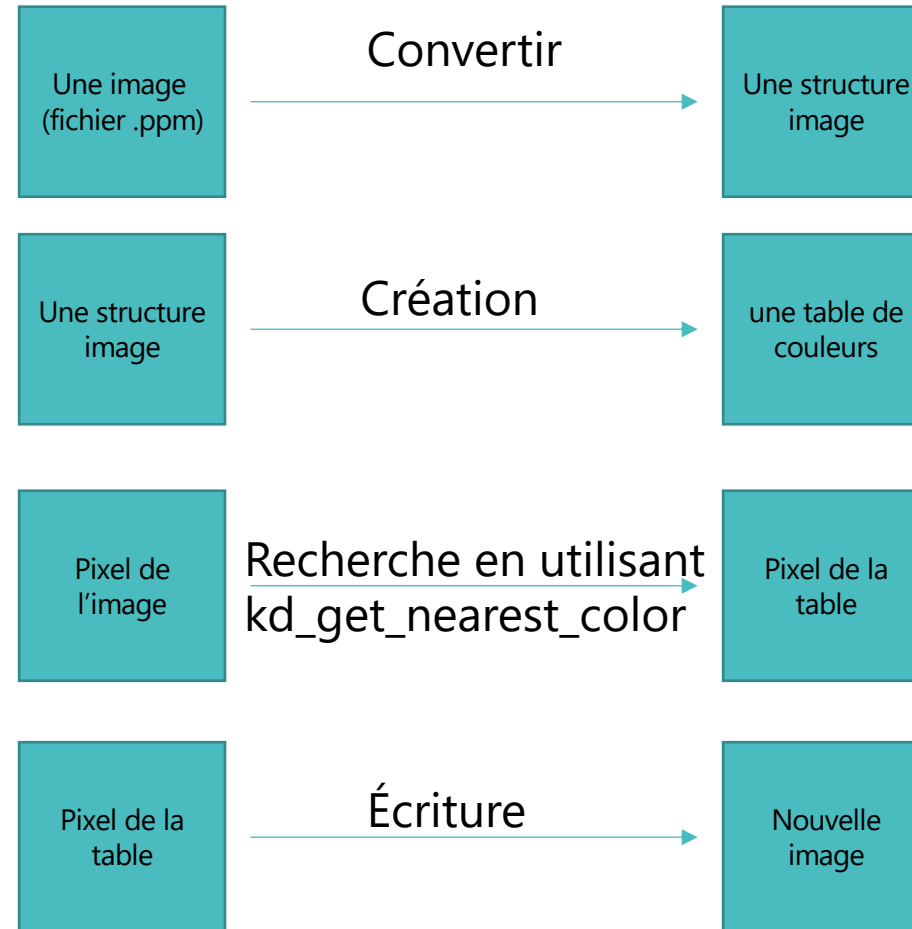 Une image
(fichier .ppm)
Convertir
Une structure
image
Une structure
image
Création
une table de
couleurs
Pixel de
l'image
Recherche en utilisant
kd_get_nearest_color
Pixel de la
table
Pixel de la
table
Écriture
Nouvelle
image